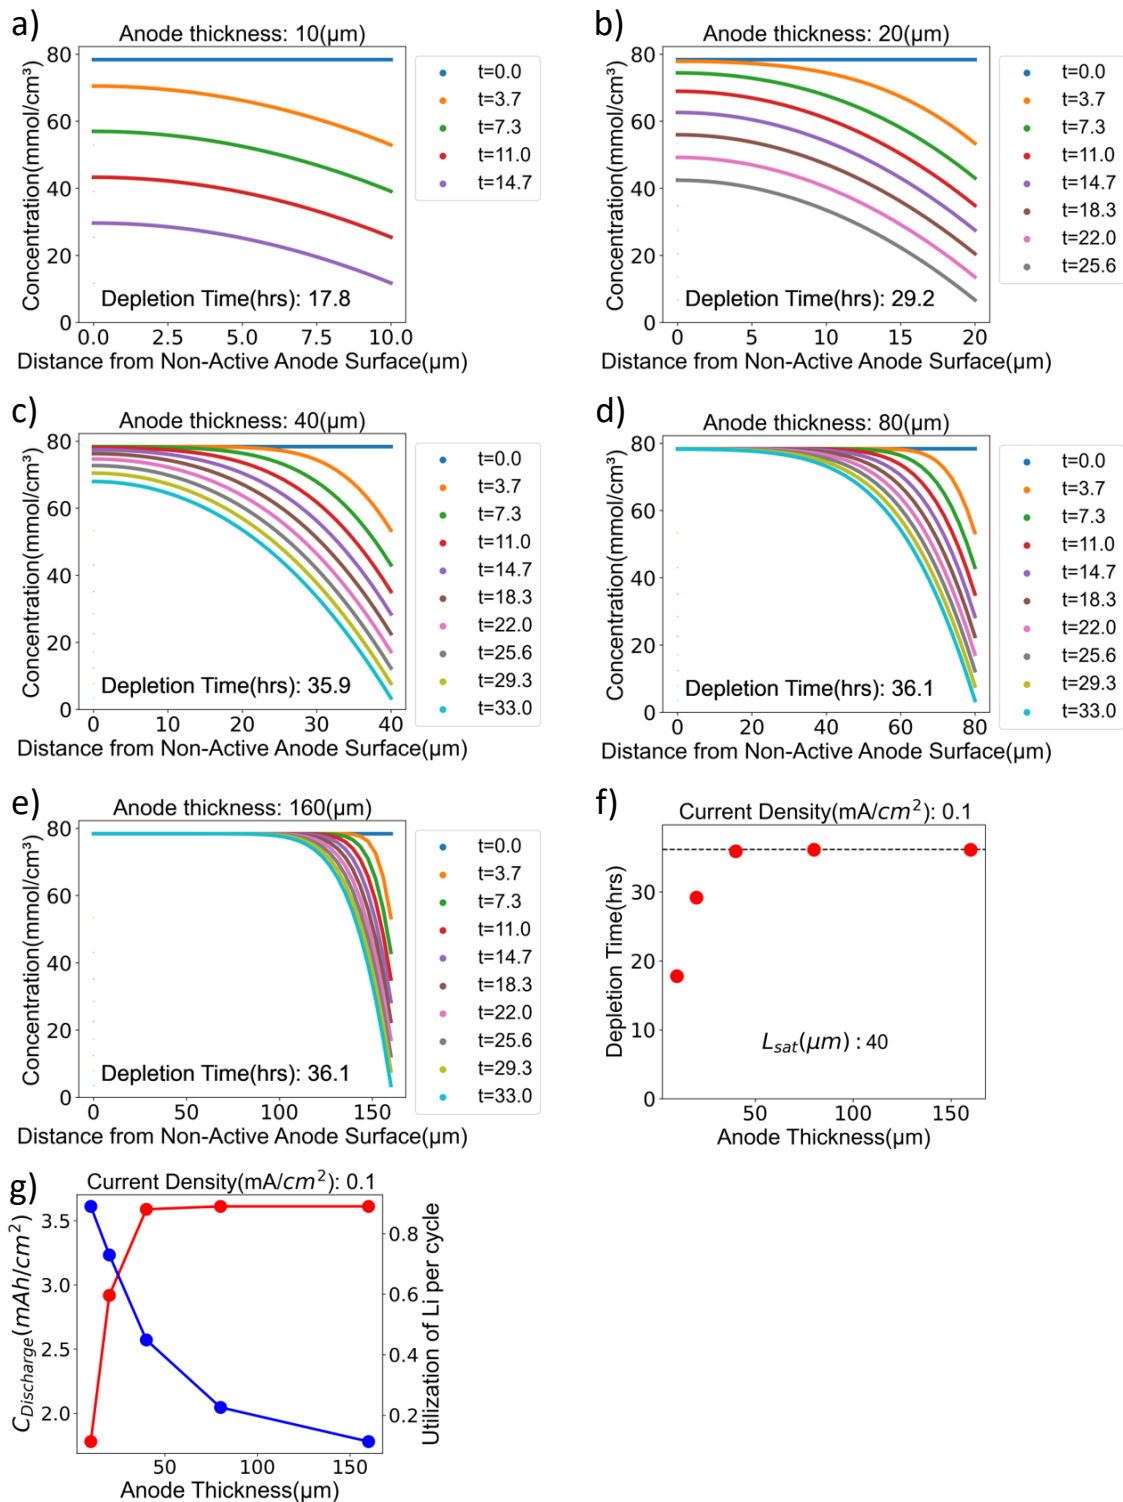 a)
Anode thickness: 10(μm)
80
60
40
20
0
Concentration(mmol/cm³)
t=0.0
t=3.7
t=7.3
t=11.0
t=14.7
Depletion Time(hrs): 17.8
0.0 2.5 5.0 7.5 10.0
Distance from Non-Active Anode Surface(μm)
b)
Anode thickness: 20(μm)
80
60
40
20
0
Concentration(mmol/cm³)
t=0.0
t=3.7
t=7.3
t=11.0
t=14.7
t=18.3
t=22.0
t=25.6
Depletion Time(hrs): 29.2
0 5 10 15 20
Distance from Non-Active Anode Surface(μm)
c)
Anode thickness: 40(μm)
80
60
40
20
0
Concentration(mmol/cm³)
t=0.0
t=3.7
t=7.3
t=11.0
t=14.7
t=18.3
t=22.0
t=25.6
t=29.3
t=33.0
Depletion Time(hrs): 35.9
0 10 20 30 40
Distance from Non-Active Anode Surface(μm)
d)
Anode thickness: 80(μm)
80
60
40
20
0
Concentration(mmol/cm³)
t=0.0
t=3.7
t=7.3
t=11.0
t=14.7
t=18.3
t=22.0
t=25.6
t=29.3
t=33.0
Depletion Time(hrs): 36.1
0 20 40 60 80
Distance from Non-Active Anode Surface(μm)
e)
Anode thickness: 160(μm)
80
60
40
20
0
Concentration(mmol/cm³)
t=0.0
t=3.7
t=7.3
t=11.0
t=14.7
t=18.3
t=22.0
t=25.6
t=29.3
t=33.0
Depletion Time(hrs): 36.1
0 50 100 150
Distance from Non-Active Anode Surface(μm)
f)
Current Density(mA/cm²): 0.1
30
20
10
0
Depletion Time(hrs)
L_sat(μm) : 40
50 100 150
Anode Thickness(μm)
g)
Current Density(mA/cm²): 0.1
3.5
3.0
2.5
2.0
C_Discharge(mAh/cm²)
0.8
0.6
0.4
0.2
Utilization of Li per cycle
50 100 150
Anode Thickness(μm)